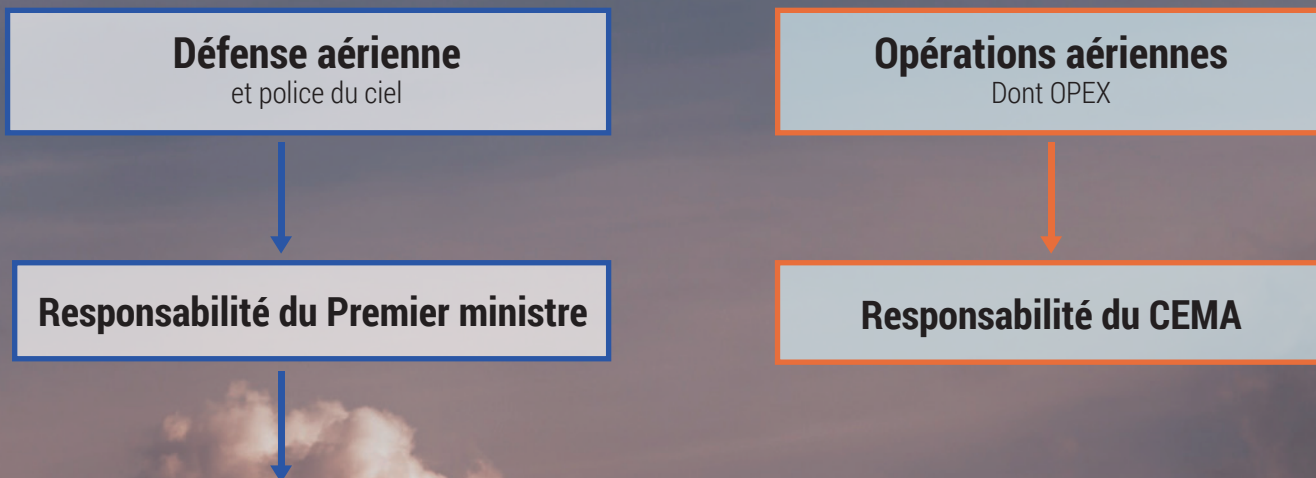 Défense aérienne
et police du ciel
Responsabilité du Premier ministre
Opérations aériennes
Dont OPEX
Responsabilité du CEMA